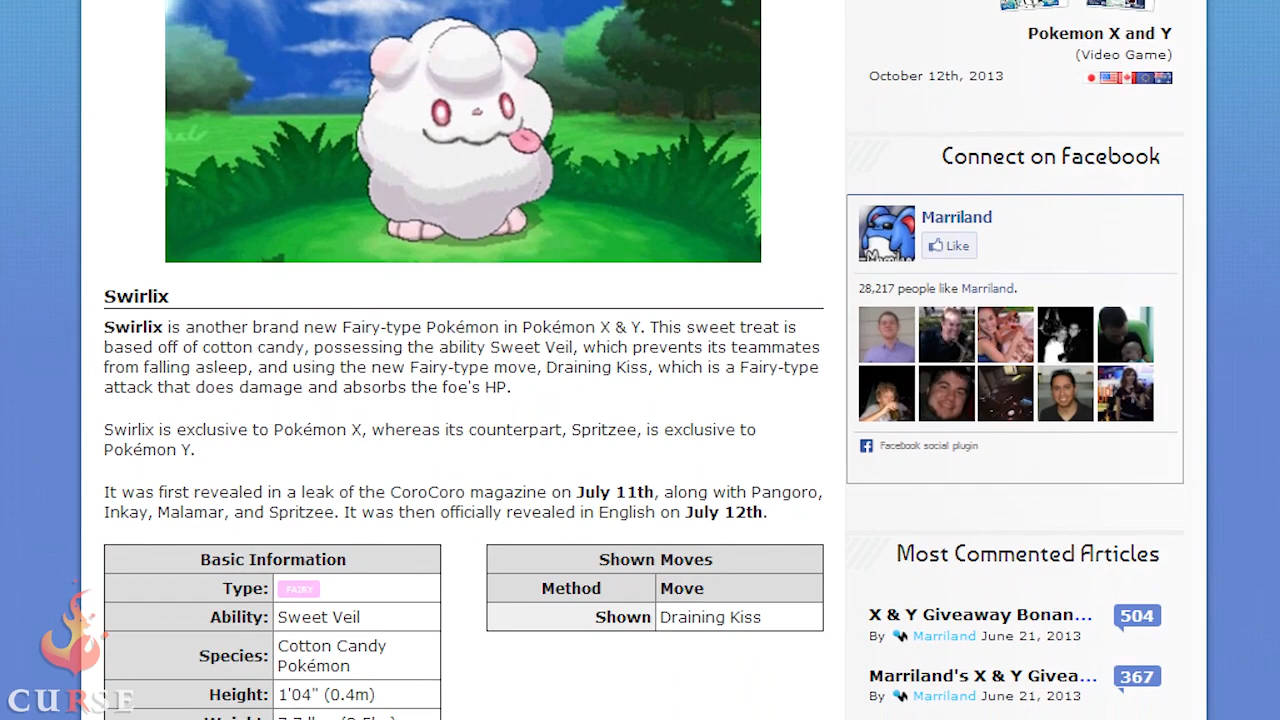 Pokemon X and Y
(Video Game)
October 12th, 2013
Connect on Facebook
Marriland
Like
28,217 people like Marriland.
Facebook social plugin
Most Commented Articles
X & Y Giveaway Bonan...
504
By Marriland June 21, 2013
Marriland's X & Y Givea...
367
By Marriland June 21, 2013
Swirlix
Swirlix is another brand new Fairy-type Pokémon in Pokémon X & Y. This sweet treat is
based off of cotton candy, possessing the ability Sweet Veil, which prevents its teammates
from falling asleep, and using the new Fairy-type move, Draining Kiss, which is a Fairy-type
attack that does damage and absorbs the foe's HP.
Swirlix is exclusive to Pokémon X, whereas its counterpart, Spritzee, is exclusive to
Pokémon Y.
It was first revealed in a leak of the CoroCoro magazine on July 11th, along with Pangoro,
Inkay, Malamar, and Spritzee. It was then officially revealed in English on July 12th.
Basic Information
Type: FAIRY
Ability: Sweet Veil
Species: Cotton Candy
Pokémon
Height: 1'04" (0.4m)
Shown Moves
Method Move
Shown Draining Kiss
CURSE